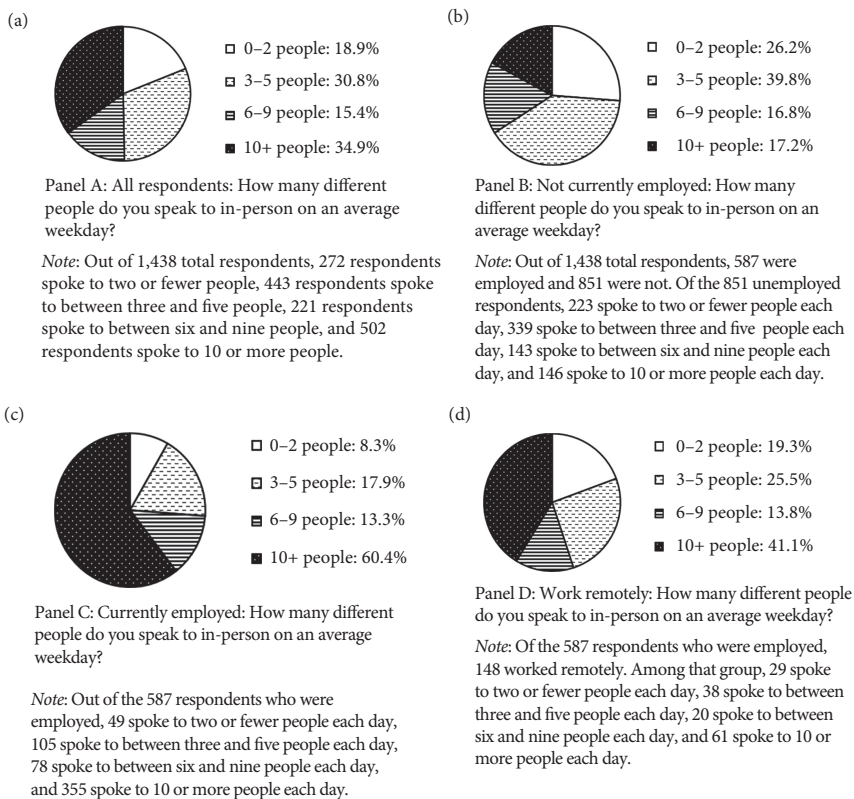 (a)
0–2 people: 18.9%
3–5 people: 30.8%
6–9 people: 15.4%
10+ people: 34.9%
Panel A: All respondents: How many different
people do you speak to in-person on an average
weekday?
Note: Out of 1,438 total respondents, 272 respondents
spoke to two or fewer people, 443 respondents spoke
to between three and five people, 221 respondents
spoke to between six and nine people, and 502
respondents spoke to 10 or more people.
(b)
0–2 people: 26.2%
3–5 people: 39.8%
6–9 people: 16.8%
10+ people: 17.2%
Panel B: Not currently employed: How many
different people do you speak to in-person on an
average weekday?
Note: Out of 1,438 total respondents, 587 were
employed and 851 were not. Of the 851 unemployed
respondents, 223 spoke to two or fewer people each
day, 339 spoke to between three and five people each
day, 143 spoke to between six and nine people each
day, and 146 spoke to 10 or more people each day.
(c)
0–2 people: 8.3%
3–5 people: 17.9%
6–9 people: 13.3%
10+ people: 60.4%
Panel C: Currently employed: How many different
people do you speak to in-person on an average
weekday?
Note: Out of the 587 respondents who were
employed, 49 spoke to two or fewer people each day,
105 spoke to between three and five people each day,
78 spoke to between six and nine people each day,
and 355 spoke to 10 or more people each day.
(d)
0–2 people: 19.3%
3–5 people: 25.5%
6–9 people: 13.8%
10+ people: 41.1%
Panel D: Work remotely: How many different people
do you speak to in-person on an average weekday?
Note: Of the 587 respondents who were employed,
148 worked remotely. Among that group, 29 spoke
to two or fewer people each day, 38 spoke to between
three and five people each day, 20 spoke to between
six and nine people each day, and 61 spoke to 10 or
more people each day.